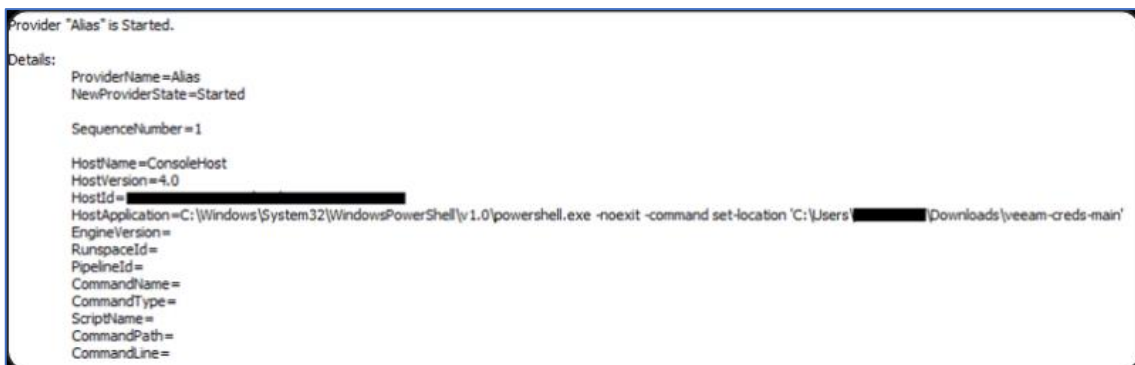 Provider "Alias" is Started.
Details:
ProviderName=Alias
NewProviderState=Started
SequenceNumber=1
HostName=ConsoleHost
HostVersion=4.0
HostId=
HostApplication=C:\Windows\System32\WindowsPowerShell\v1.0\powershell.exe -noexit -command set-location 'C:\Users\ \Downloads\veeam-creds-main'
EngineVersion=
RunspaceId=
PipelineId=
CommandName=
CommandType=
ScriptName=
CommandPath=
CommandLine=